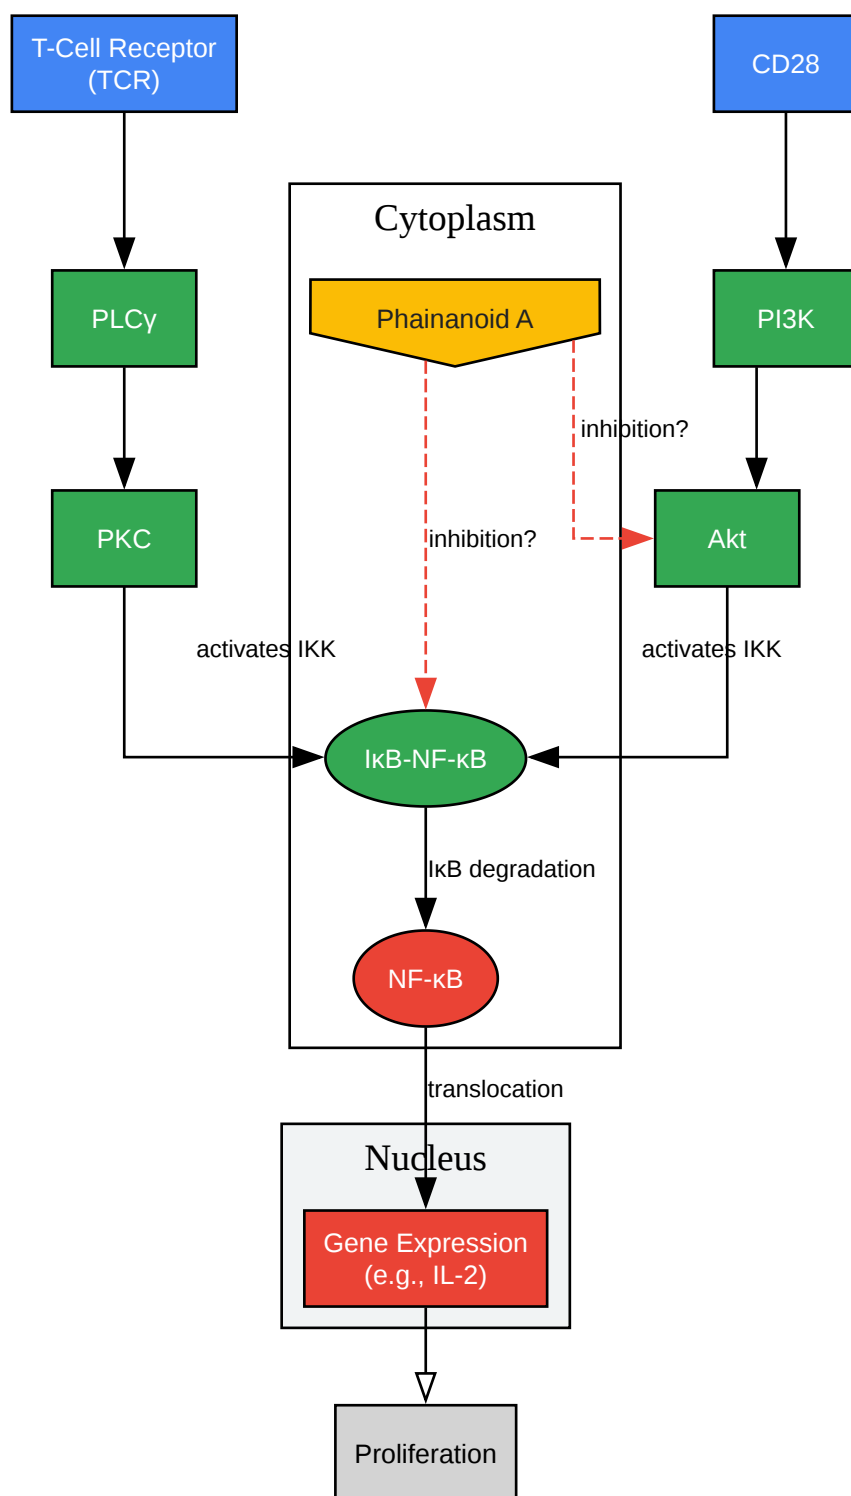 T-Cell Receptor
(TCR)
CD28
Cytoplasm
PLCγ
Phainanoid A
PI3K
inhibition?
PKC
inhibition?
Akt
activates IKK
activates IKK
IκB-NF-κB
IκB degradation
NF-κB
translocation
Nucleus
Gene Expression
(e.g., IL-2)
Proliferation